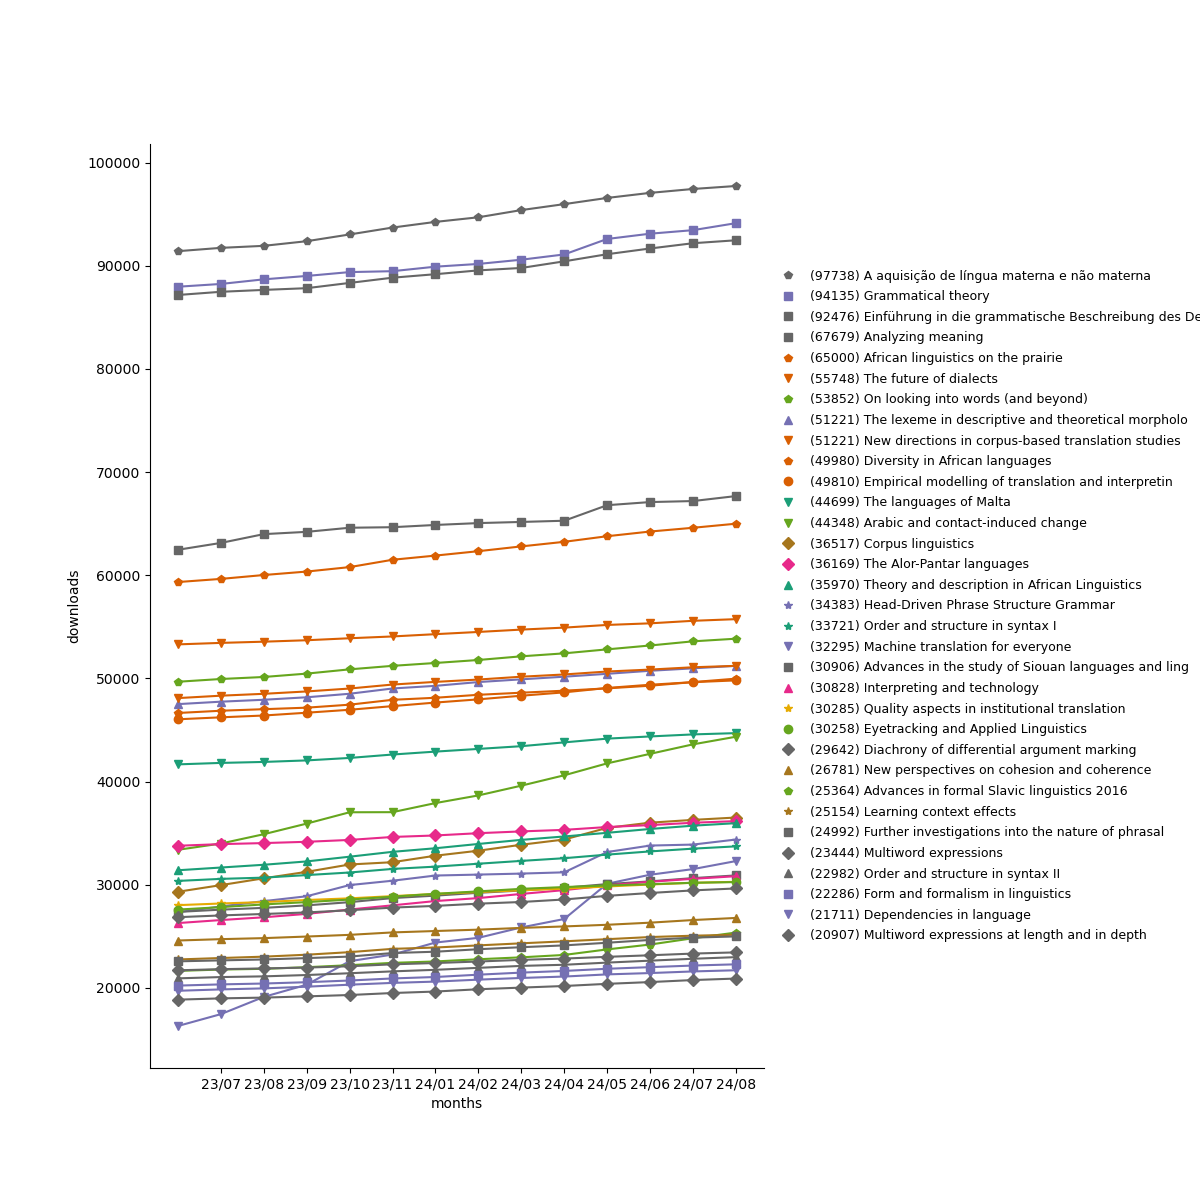 100000
90000
80000
70000
60000
50000
40000
30000
20000
downloads
23/07 23/08 23/09 23/10 23/11 24/01 24/02 24/03 24/04 24/05 24/06 24/07 24/08
months
(97738) A aquisição de língua materna e não materna
(94135) Grammatical theory
(92476) Einführung in die grammatische Beschreibung des De
(67679) Analyzing meaning
(65000) African linguistics on the prairie
(55748) The future of dialects
(53852) On looking into words (and beyond)
(51221) The lexeme in descriptive and theoretical morpholo
(51221) New directions in corpus-based translation studies
(49980) Diversity in African languages
(49810) Empirical modelling of translation and interpretin
(44699) The languages of Malta
(44348) Arabic and contact-induced change
(36517) Corpus linguistics
(36169) The Alor-Pantar languages
(35970) Theory and description in African Linguistics
(34383) Head-Driven Phrase Structure Grammar
(33721) Order and structure in syntax I
(32295) Machine translation for everyone
(30906) Advances in the study of Siouan languages and ling
(30828) Interpreting and technology
(30285) Quality aspects in institutional translation
(30258) Eyetracking and Applied Linguistics
(29642) Diachrony of differential argument marking
(26781) New perspectives on cohesion and coherence
(25364) Advances in formal Slavic linguistics 2016
(25154) Learning context effects
(24992) Further investigations into the nature of phrasal
(23444) Multiword expressions
(22982) Order and structure in syntax II
(22286) Form and formalism in linguistics
(21711) Dependencies in language
(20907) Multiword expressions at length and in depth